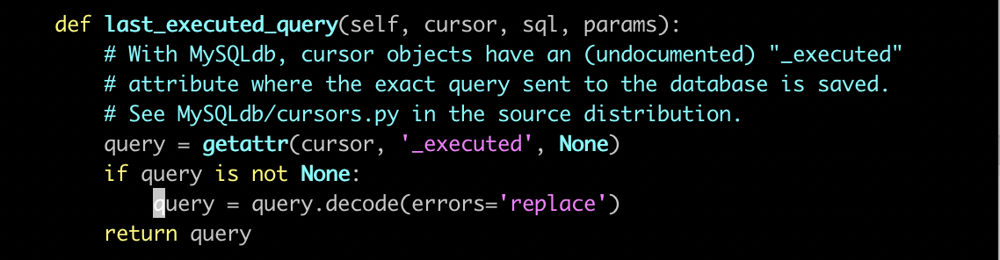 def last_executed_query(self, cursor, sql, params):
    # With MySQLdb, cursor objects have an (undocumented) "_executed"
    # attribute where the exact query sent to the database is saved.
    # See MySQLdb/cursors.py in the source distribution.
    query = getattr(cursor, '_executed', None)
    if query is not None:
        query = query.decode(errors='replace')
    return query